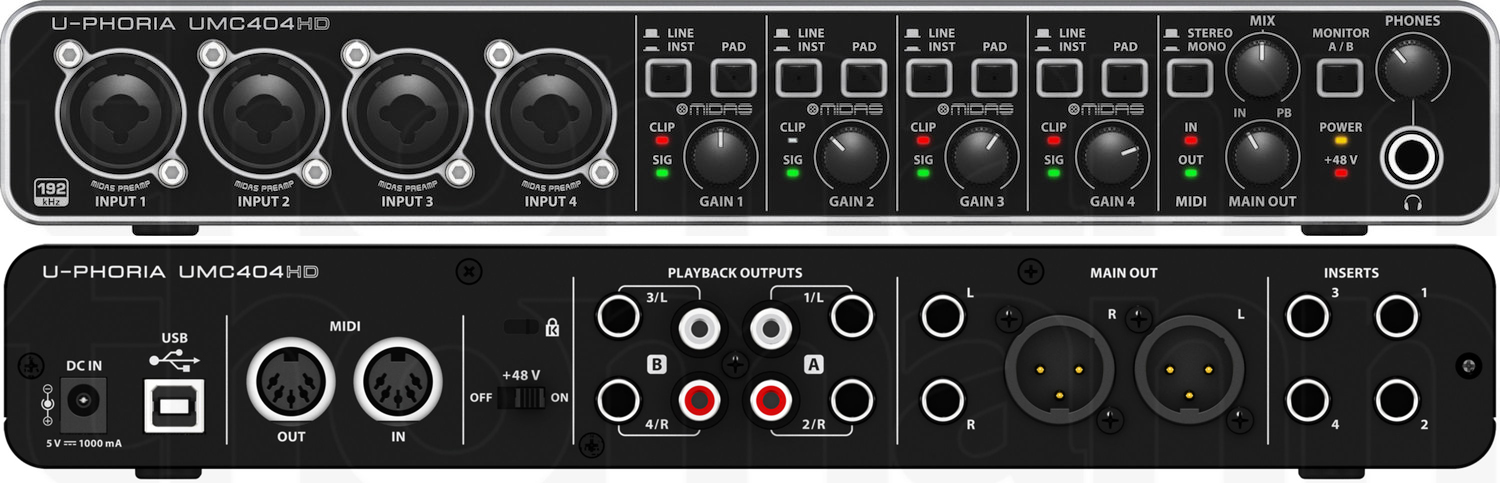 U-PHORIA UMC404HD
192
kHz
MIDAS PREAMP
INPUT 1
MIDAS PREAMP
INPUT 2
MIDAS PREAMP
INPUT 3
MIDAS PREAMP
INPUT 4
LINE
INST
PAD
MIDAS
CLIP
SIG
GAIN 1
LINE
INST
PAD
MIDAS
CLIP
SIG
GAIN 2
LINE
INST
PAD
MIDAS
CLIP
SIG
GAIN 3
LINE
INST
PAD
MIDAS
CLIP
SIG
GAIN 4
STEREO
MONO
MIX
IN
PB
IN
OUT
MIDI
MAIN OUT
MONITOR
A / B
POWER
+48 V
PHONES
U-PHORIA UMC404HD
DC IN
5 V 1000 mA
USB
MIDI
OUT
IN
K
+48 V
OFF
ON
PLAYBACK OUTPUTS
3/L
1/L
B
A
4/R
2/R
MAIN OUT
L
R
R
L
INSERTS
3
1
4
2
thomann